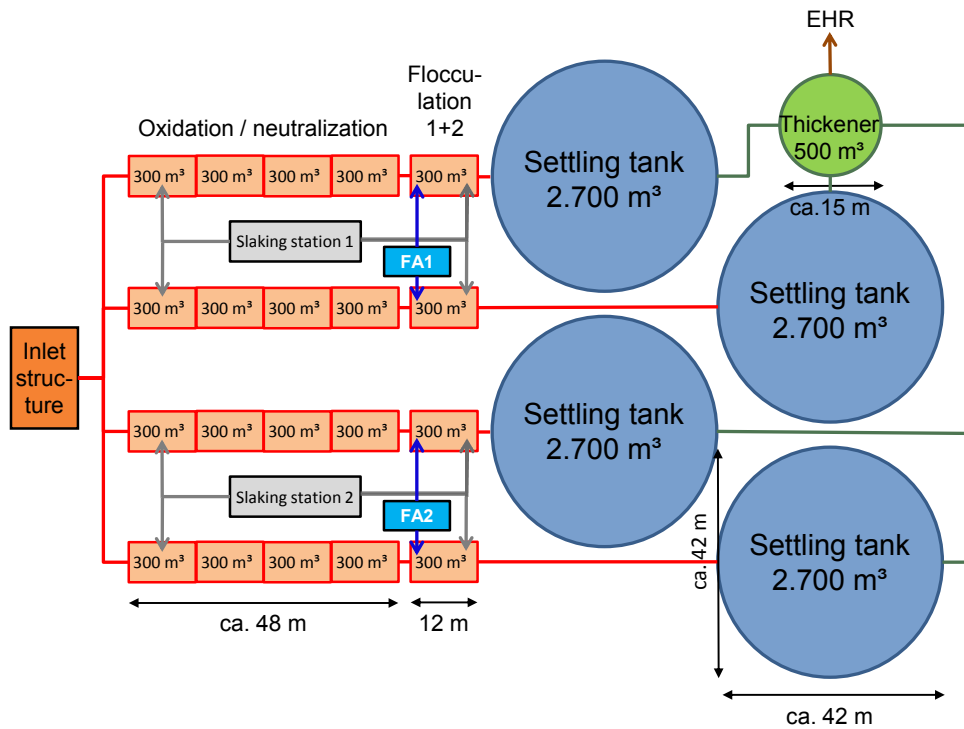 EHR
Floccu-
lation
1+2
Oxidation / neutralization
Thickener
500 m³
ca.15 m
300 m³ 300 m³ 300 m³ 300 m³ 300 m³
Settling tank
2.700 m³
Slaking station 1
FA1
300 m³ 300 m³ 300 m³ 300 m³ 300 m³
Settling tank
2.700 m³
Inlet
struc-
ture
300 m³ 300 m³ 300 m³ 300 m³ 300 m³
Settling tank
2.700 m³
Slaking station 2
FA2
300 m³ 300 m³ 300 m³ 300 m³ 300 m³
ca. 42 m
Settling tank
2.700 m³
ca. 48 m
12 m
ca. 42 m